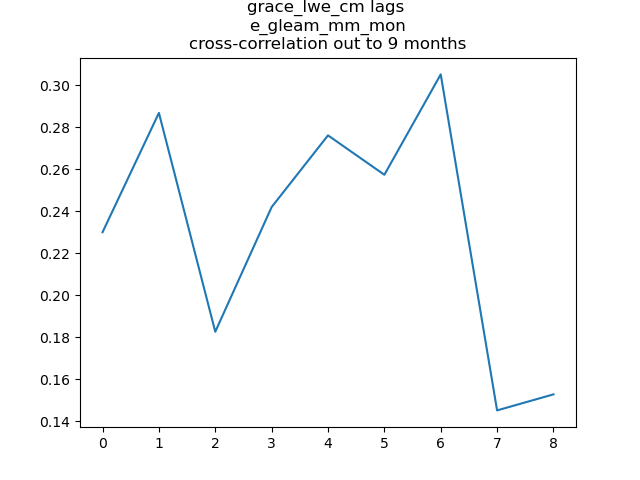 grace_lwe_cm lags
e_gleam_mm_mon
cross-correlation out to 9 months
0.30
0.28
0.26
0.24
0.22
0.20
0.18
0.16
0.14
0 1 2 3 4 5 6 7 8